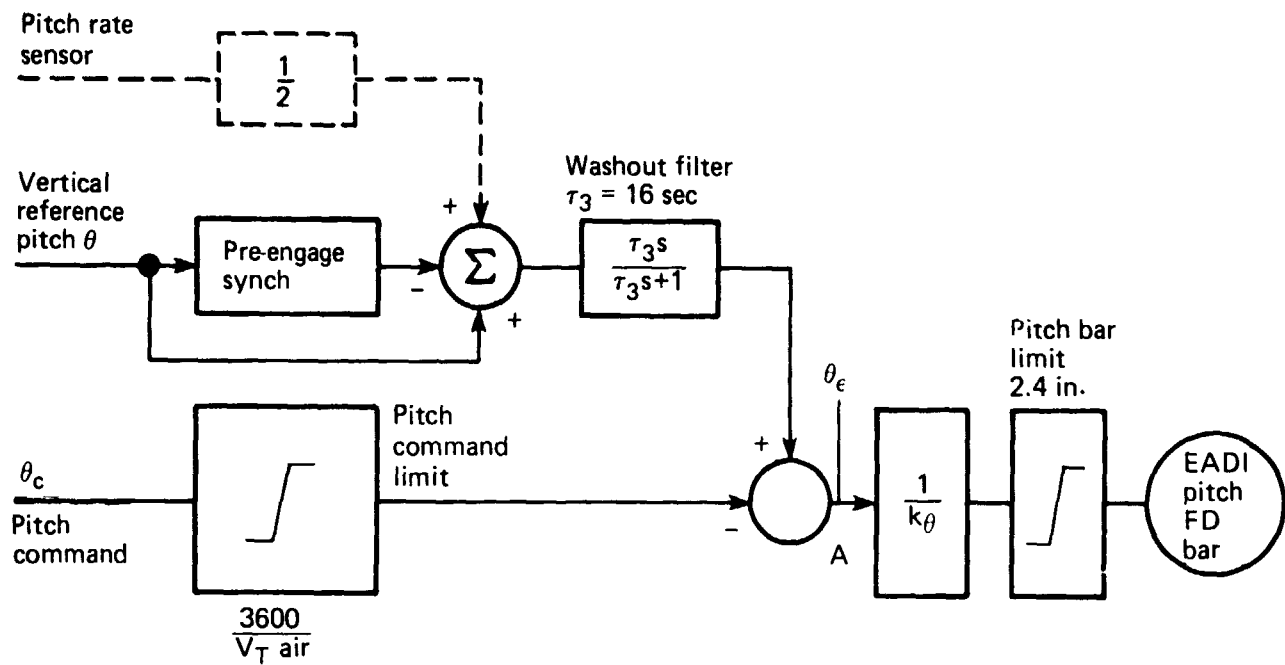 Pitch rate
sensor
1
2
Vertical
reference
pitch θ
Pre-engage
synch
+
-
Σ
+
Washout filter
τ3 = 16 sec
τ3s
τ3s+1
θc
Pitch
command
Pitch
command
limit
3600
VT air
+
-
θϵ
A
1
kθ
Pitch bar
limit
2.4 in.
EADI
pitch
FD
bar